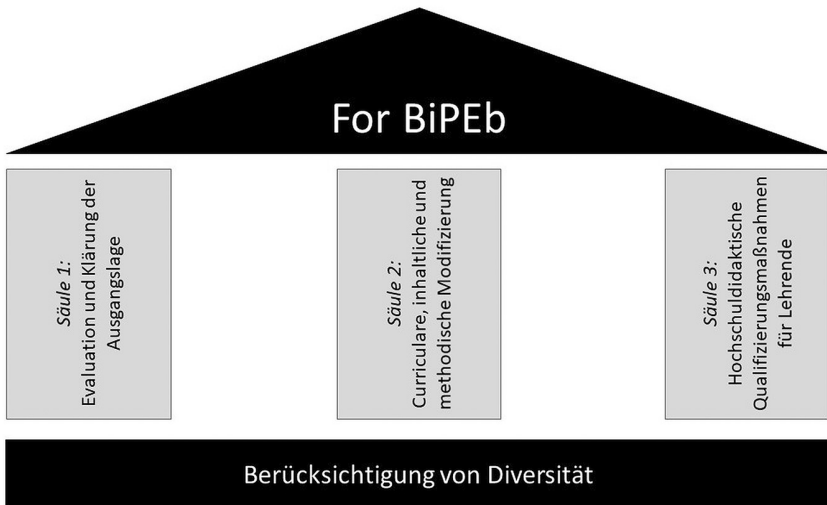 For BiPEb
Säule 1:
Evaluation und Klärung der
Ausgangslage
Säule 2:
Curriculare, inhaltliche und
methodische Modifizierung
Säule 3:
Hochschuldidaktische
Qualifizierungsmaßnahmen
für Lehrende
Berücksichtigung von Diversität